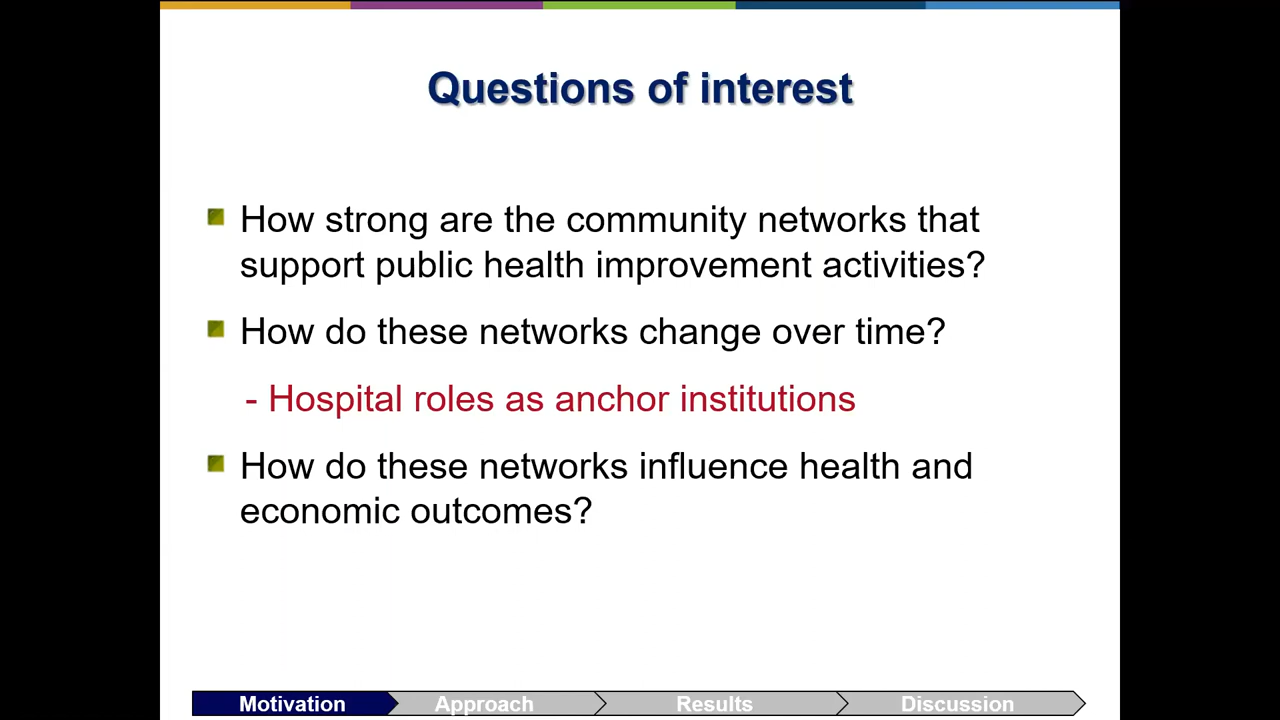 Questions of interest
How strong are the community networks that
support public health improvement activities?
How do these networks change over time?
- Hospital roles as anchor institutions
How do these networks influence health and
economic outcomes?
Motivation Approach Results Discussion